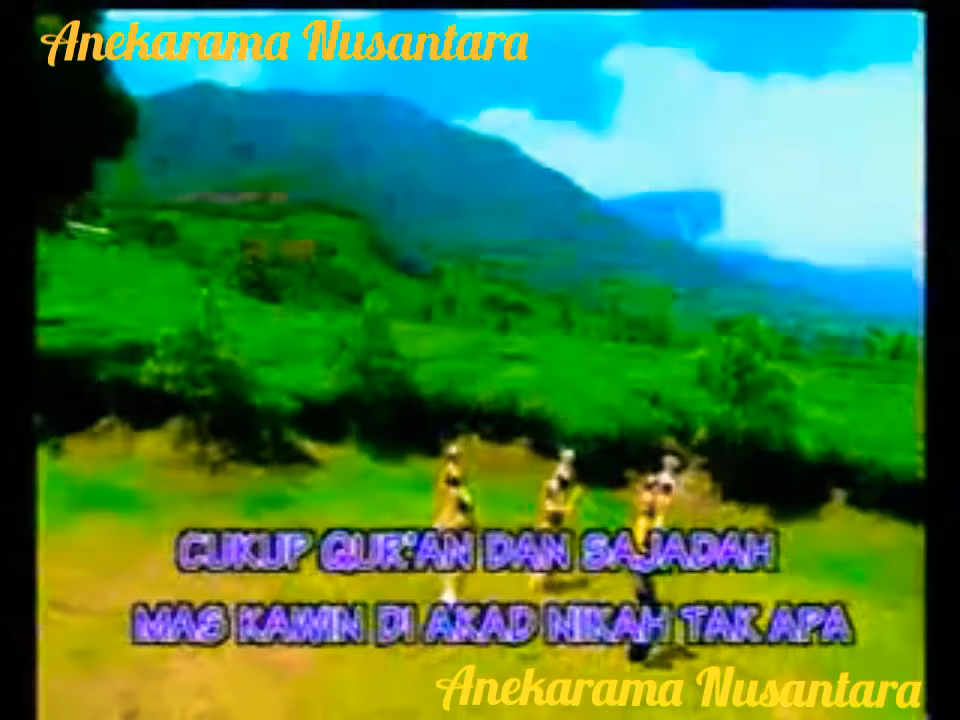 Anekarama Nusantara
CUKUP QUR'AN DAN SAJADAH
MAS KAWIN DI AKAD NIKAH TAK APA
Anekarama Nusantara